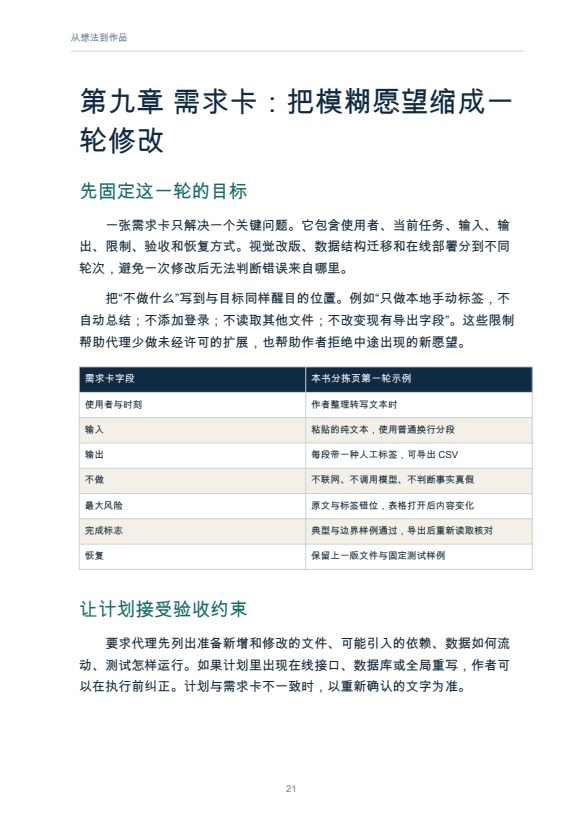 从想法到作品
第九章 需求卡：把模糊愿望缩成一
轮修改
先固定这一轮的目标
一张需求卡只解决一个关键问题。它包含使用者、当前任务、输入、输
出、限制、验收和恢复方式。视觉改版、数据结构迁移和在线部署分到不同
轮次，避免一次修改后无法判断错误来自哪里。
把“不做什么”写到与目标同样醒目的位置。例如“只做本地手动标签，不
自动总结；不添加登录；不读取其他文件；不改变现有导出字段”。这些限制
帮助代理少做未经许可的扩展，也帮助作者拒绝中途出现的新愿望。
需求卡字段 本书分拣页第一轮示例
使用者与时刻 作者整理转写文本时
输入 粘贴的纯文本，使用普通换行分段
输出 每段带一种人工标签，可导出 CSV
不做 不联网、不调用模型、不判断事实真假
最大风险 原文与标签错位，表格打开后内容变化
完成标志 典型与边界样例通过，导出后重新读取核对
恢复 保留上一版文件与固定测试样例
让计划接受验收约束
要求代理先列出准备新增和修改的文件、可能引入的依赖、数据如何流
动、测试怎样运行。如果计划里出现在线接口、数据库或全局重写，作者可
以在执行前纠正。计划与需求卡不一致时，以重新确认的文字为准。
21